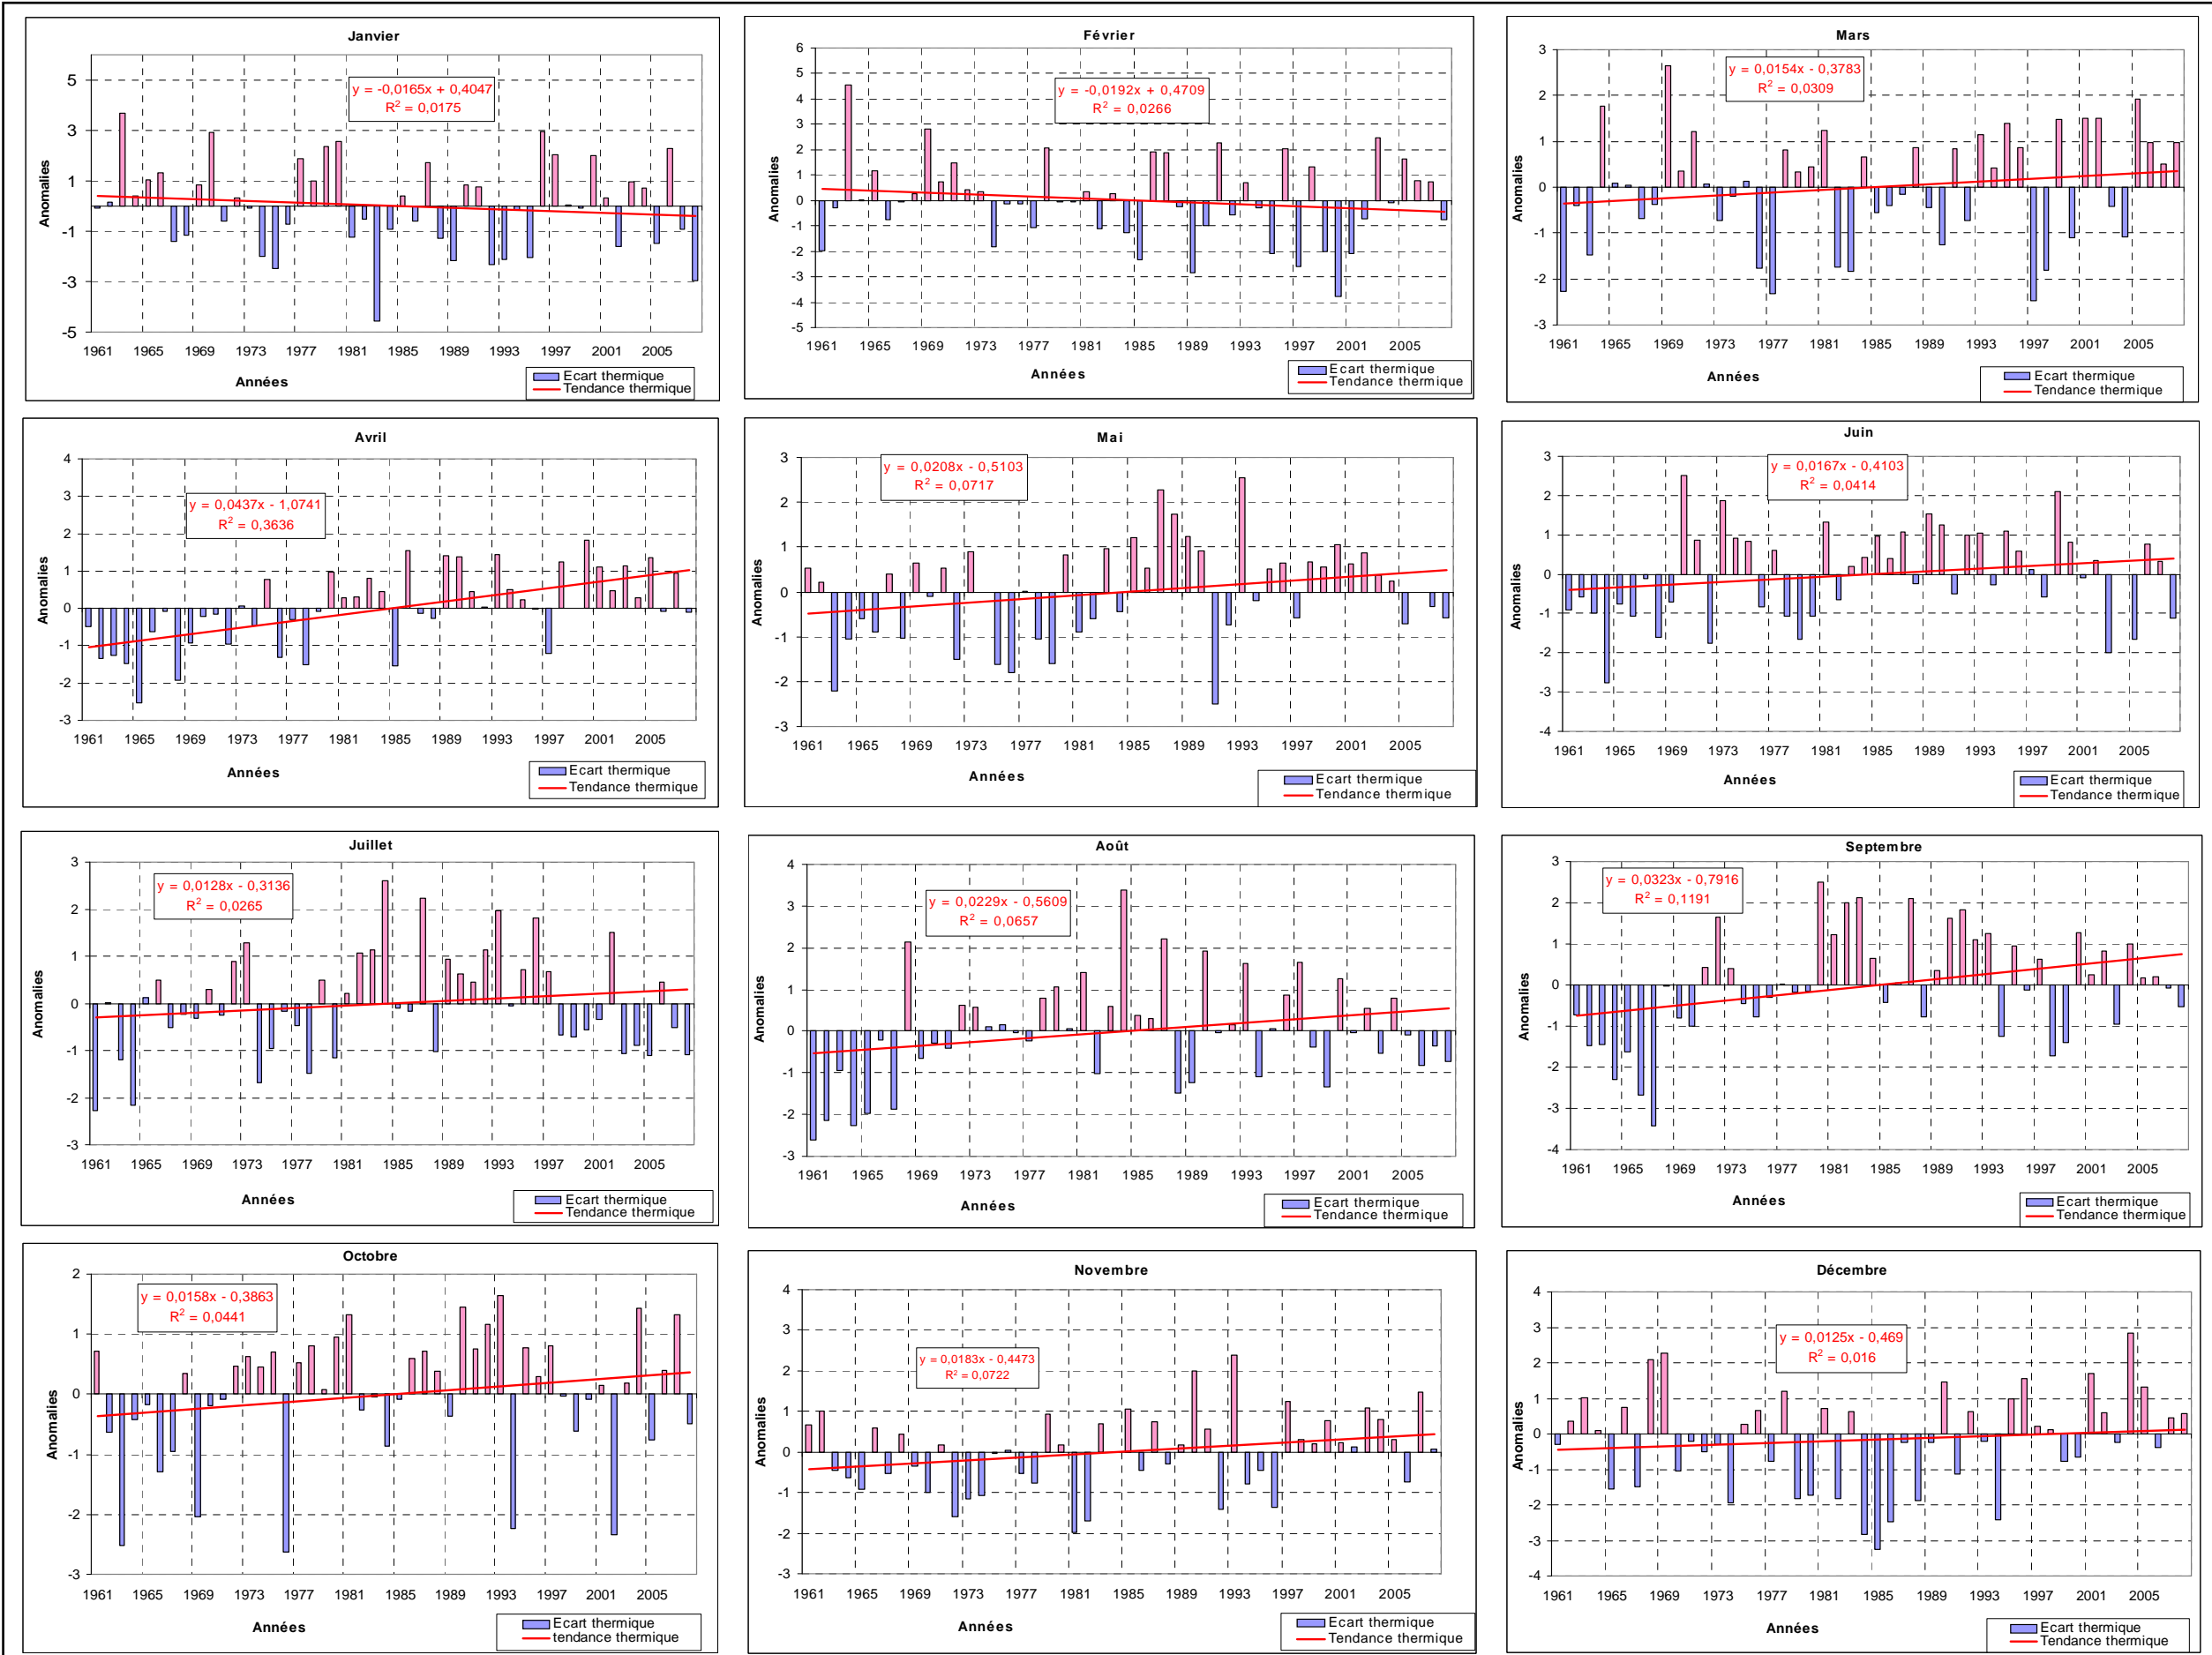 Janvier
y = -0,0165x + 0,4047
R² = 0,0175
Anomalies
5
3
1
-1
-3
-5
1961 1965 1969 1973 1977 1981 1985 1989 1993 1997 2001 2005
Années
Ecart thermique
Tendance thermique
Février
y = -0,0192x + 0,4709
R² = 0,0266
Anomalies
6
5
4
3
2
1
0
-1
-2
-3
-4
-5
1961 1965 1969 1973 1977 1981 1985 1989 1993 1997 2001 2005
Années
Ecart thermique
Tendance thermique
Mars
y = 0,0154x - 0,3783
R² = 0,0309
Anomalies
3
2
1
0
-1
-2
-3
1961 1965 1969 1973 1977 1981 1985 1989 1993 1997 2001 2005
Années
Ecart thermique
Tendance thermique
Avril
y = 0,0437x - 1,0741
R² = 0,3636
Anomalies
4
3
2
1
0
-1
-2
-3
1961 1965 1969 1973 1977 1981 1985 1989 1993 1997 2001 2005
Années
Ecart thermique
Tendance thermique
Mai
y = 0,0208x - 0,5103
R² = 0,0717
Anomalies
3
2
1
0
-1
-2
-3
1961 1965 1969 1973 1977 1981 1985 1989 1993 1997 2001 2005
Années
Ecart thermique
Tendance thermique
Juin
y = 0,0167x - 0,4103
R² = 0,0414
Anomalies
3
2
1
0
-1
-2
-3
-4
1961 1965 1969 1973 1977 1981 1985 1989 1993 1997 2001 2005
Années
Ecart thermique
Tendance thermique
Juillet
y = 0,0128x - 0,3136
R² = 0,0265
Anomalies
3
2
1
0
-1
-2
-3
1961 1965 1969 1973 1977 1981 1985 1989 1993 1997 2001 2005
Années
Ecart thermique
Tendance thermique
Août
y = 0,0229x - 0,5609
R² = 0,0657
Anomalies
4
3
2
1
0
-1
-2
-3
1961 1965 1969 1973 1977 1981 1985 1989 1993 1997 2001 2005
Années
Ecart thermique
Tendance thermique
Septembre
y = 0,0323x - 0,7916
R² = 0,1191
Anomalies
3
2
1
0
-1
-2
-3
-4
1961 1965 1969 1973 1977 1981 1985 1989 1993 1997 2001 2005
Années
Ecart thermique
Tendance thermique
Octobre
y = 0,0158x - 0,3863
R² = 0,0441
Anomalies
2
1
0
-1
-2
-3
1961 1965 1969 1973 1977 1981 1985 1989 1993 1997 2001 2005
Années
Ecart thermique
tendance thermique
Novembre
y = 0,0183x - 0,4473
R² = 0,0722
Anomalies
4
3
2
1
0
-1
-2
-3
1961 1965 1969 1973 1977 1981 1985 1989 1993 1997 2001 2005
Années
Ecart thermique
Tendance thermique
Décembre
y = 0,0125x - 0,469
R² = 0,016
Anomalies
4
3
2
1
0
-1
-2
-3
-4
1961 1965 1969 1973 1977 1981 1985 1989 1993 1997 2001 2005
Années
Ecart thermique
Tendance thermique